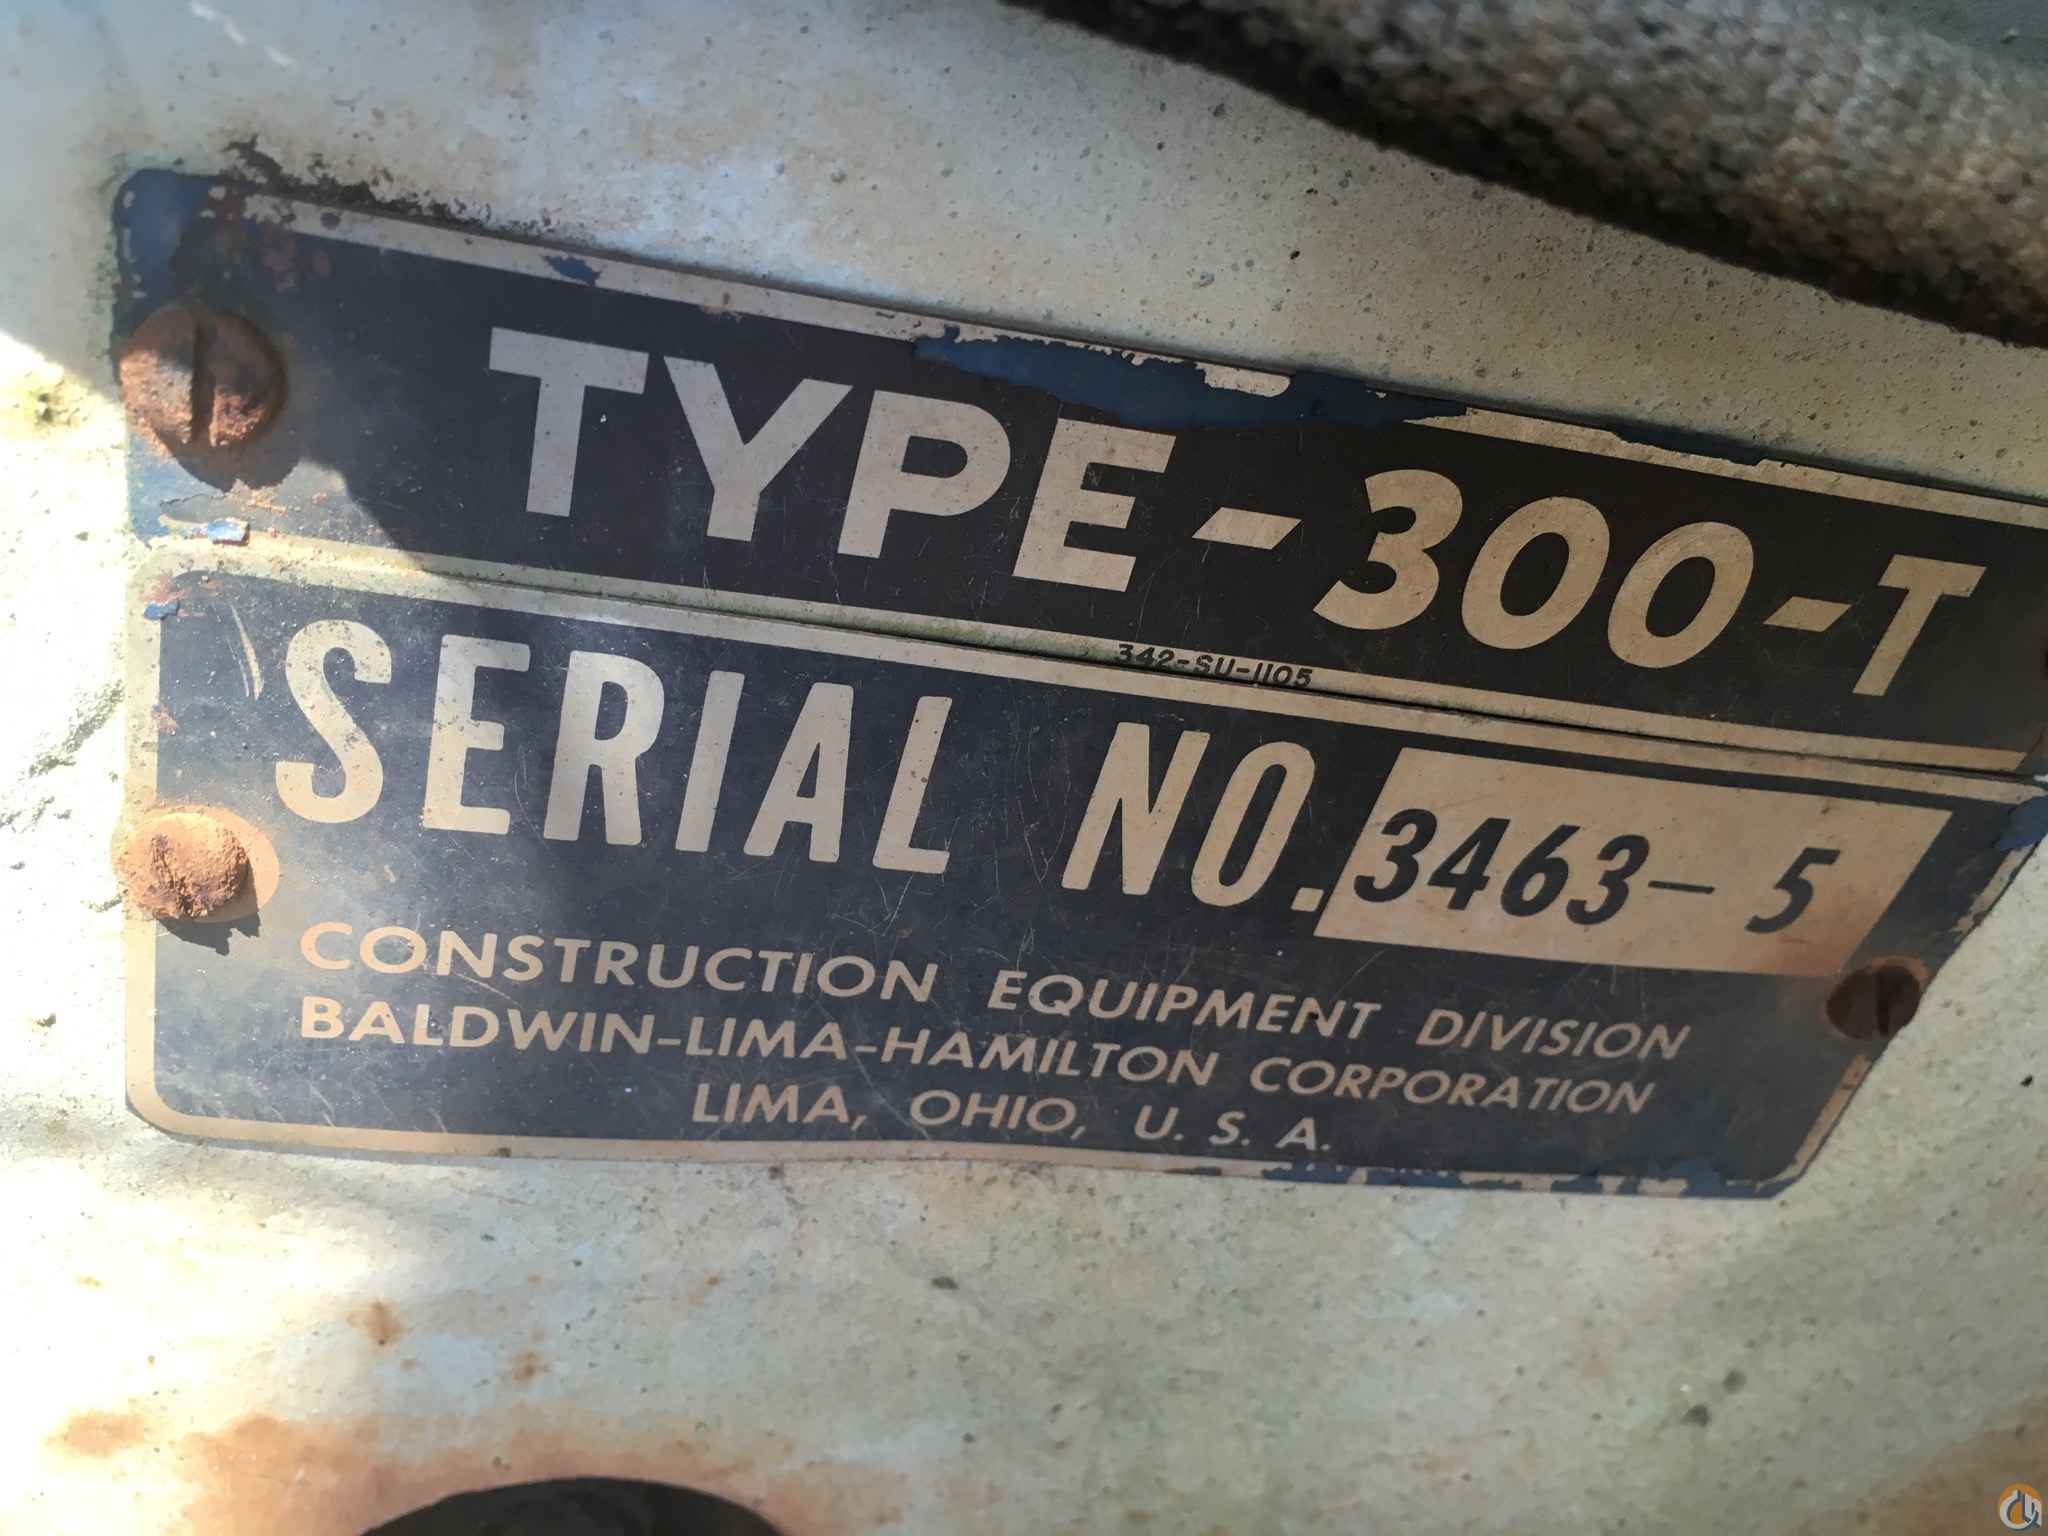 TYPE-300-T
342-SU-1105
SERIAL NO. 3463-5
CONSTRUCTION EQUIPMENT DIVISION
BALDWIN-LIMA-HAMILTON CORPORATION
LIMA, OHIO, U. S. A.